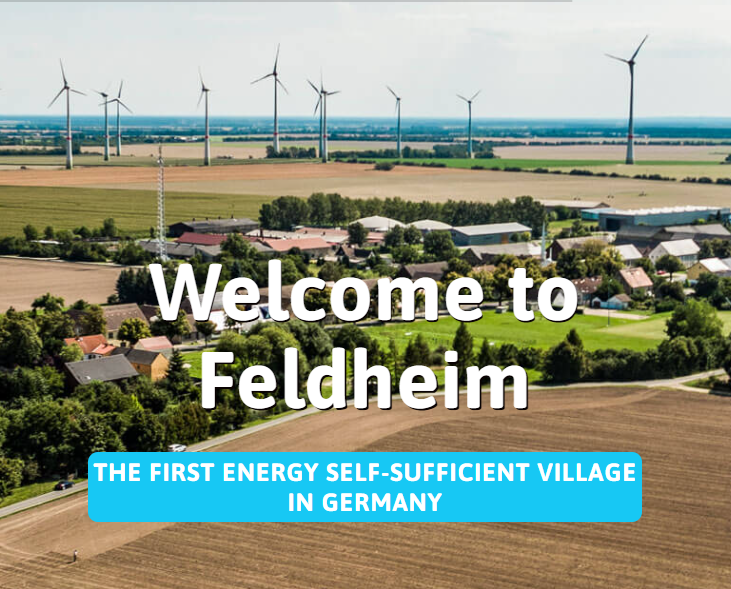 Welcome to
Feldheim
THE FIRST ENERGY SELF-SUFFICIENT VILLAGE
IN GERMANY